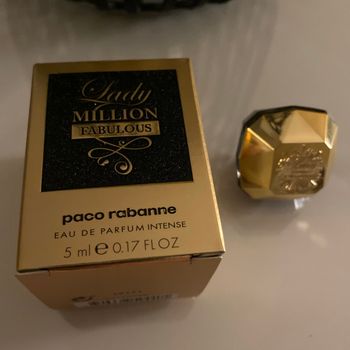 Lady
MILLION
FABULOUS
paco rabanne
EAU DE PARFUM INTENSE
5 ml e 0.17 FL OZ